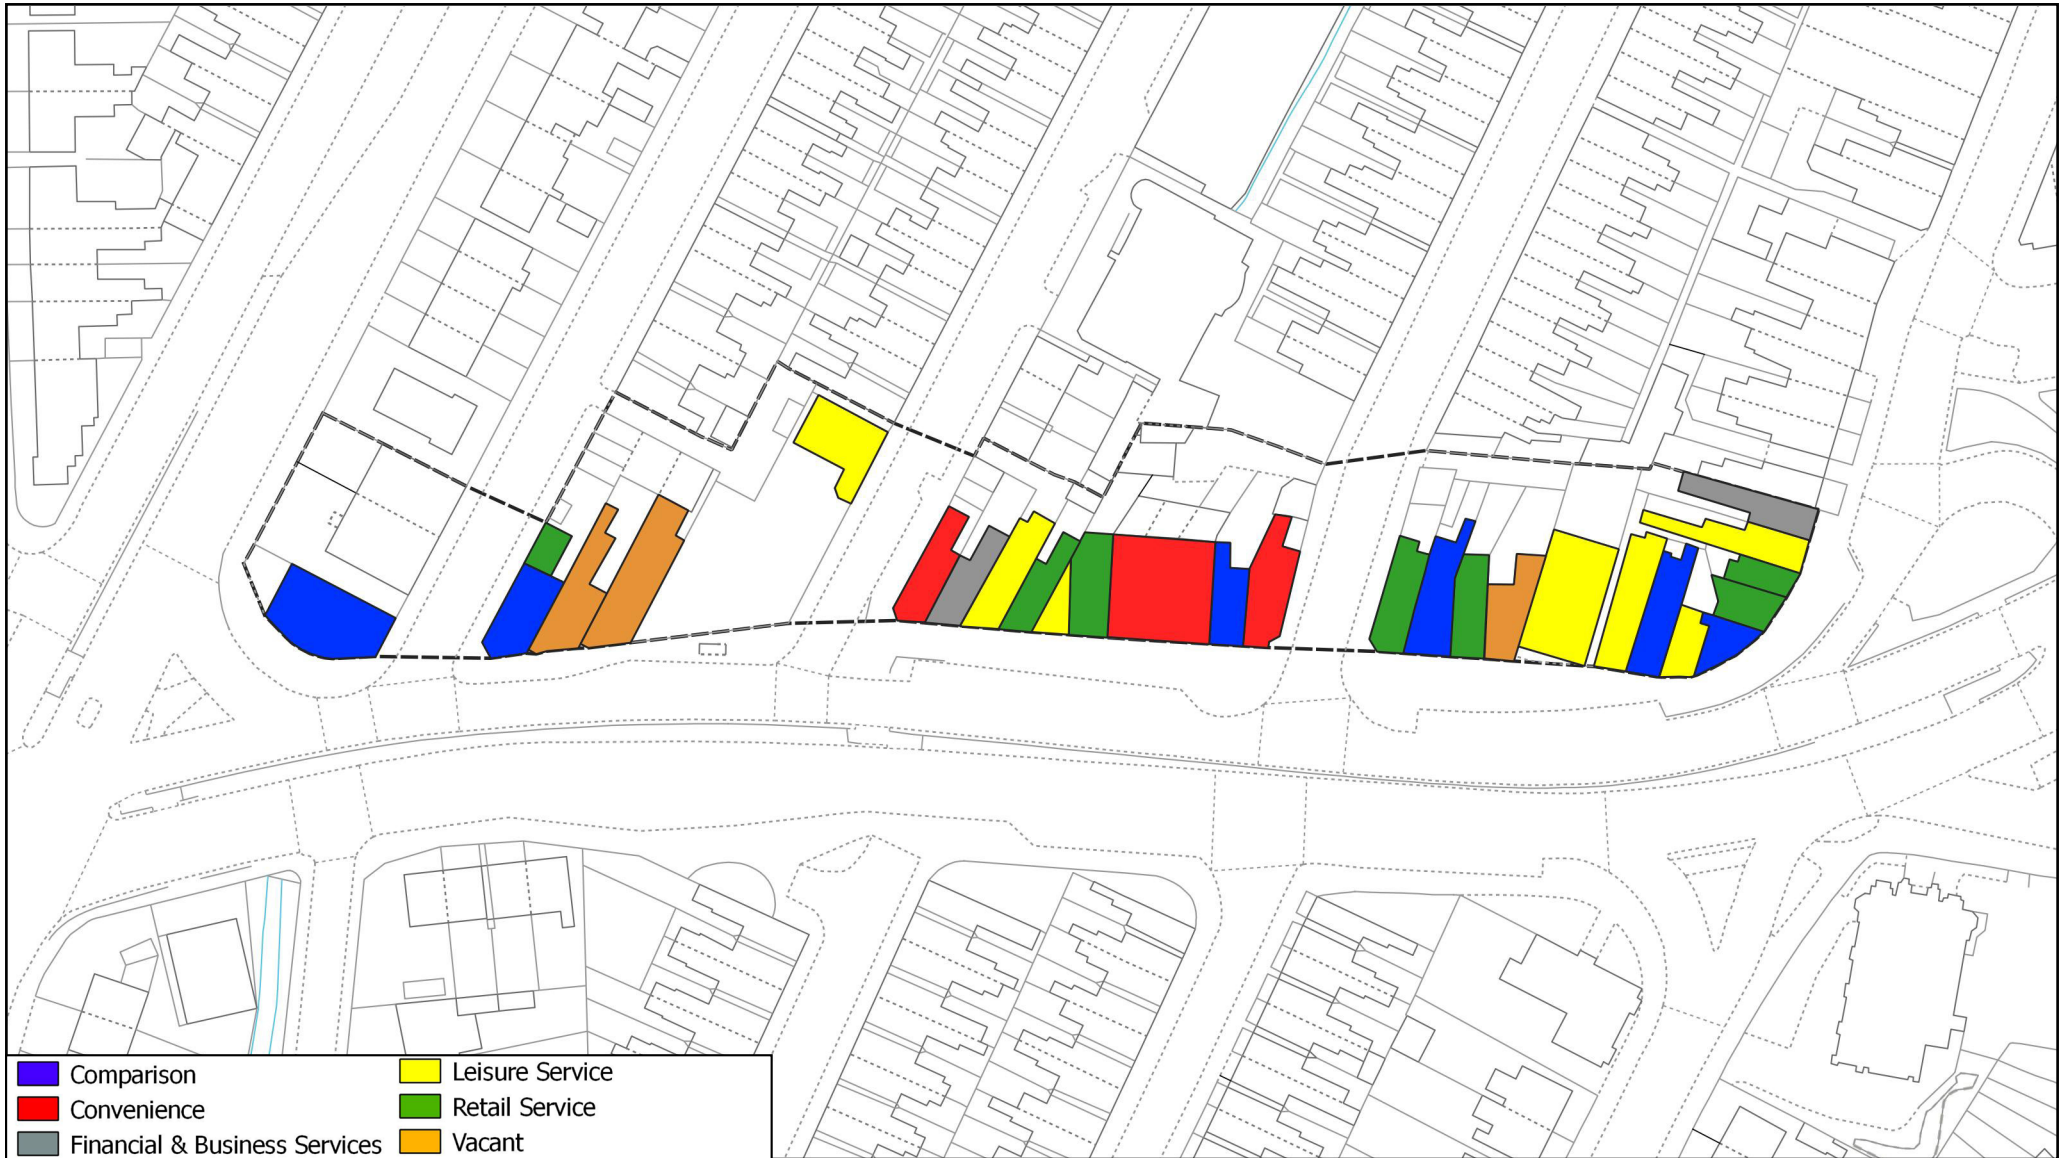 Comparison
Convenience
Financial & Business Services
Leisure Service
Retail Service
Vacant